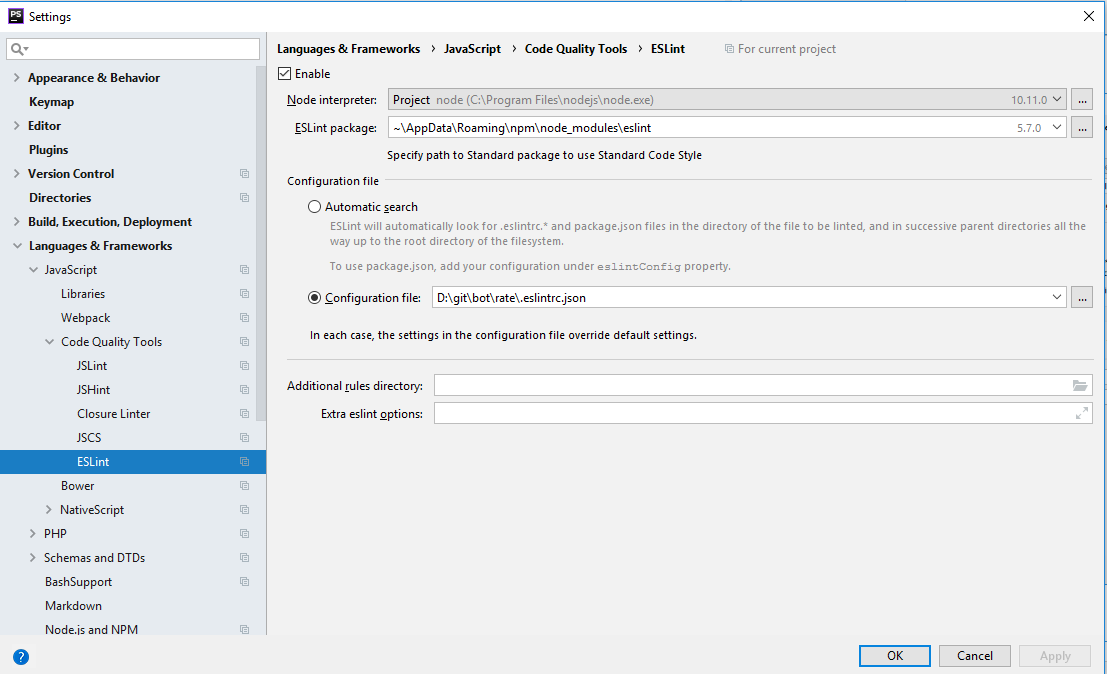 PS Settings
Appearance & Behavior
Keymap
Editor
Plugins
Version Control
Directories
Build, Execution, Deployment
Languages & Frameworks
JavaScript
Libraries
Webpack
Code Quality Tools
JSLint
JSHint
Closure Linter
JSCS
ESLint
Bower
NativeScript
PHP
Schemas and DTDs
BashSupport
Markdown
Node.js and NPM
?
Languages & Frameworks › JavaScript › Code Quality Tools › ESLint For current project
Enable
Node interpreter: Project node (C:\Program Files\nodejs\node.exe) 10.11.0 ...
ESLint package: ~\AppData\Roaming\npm\node_modules\eslint 5.7.0 ...
Specify path to Standard package to use Standard Code Style
Configuration file
Automatic search
ESLint will automatically look for .eslintrc.* and package.json files in the directory of the file to be linted, and in successive parent directories all the
way up to the root directory of the filesystem.
To use package.json, add your configuration under eslintConfig property.
Configuration file: D:\git\bot\rate\.eslintrc.json ...
In each case, the settings in the configuration file override default settings.
Additional rules directory:
Extra eslint options:
OK Cancel Apply